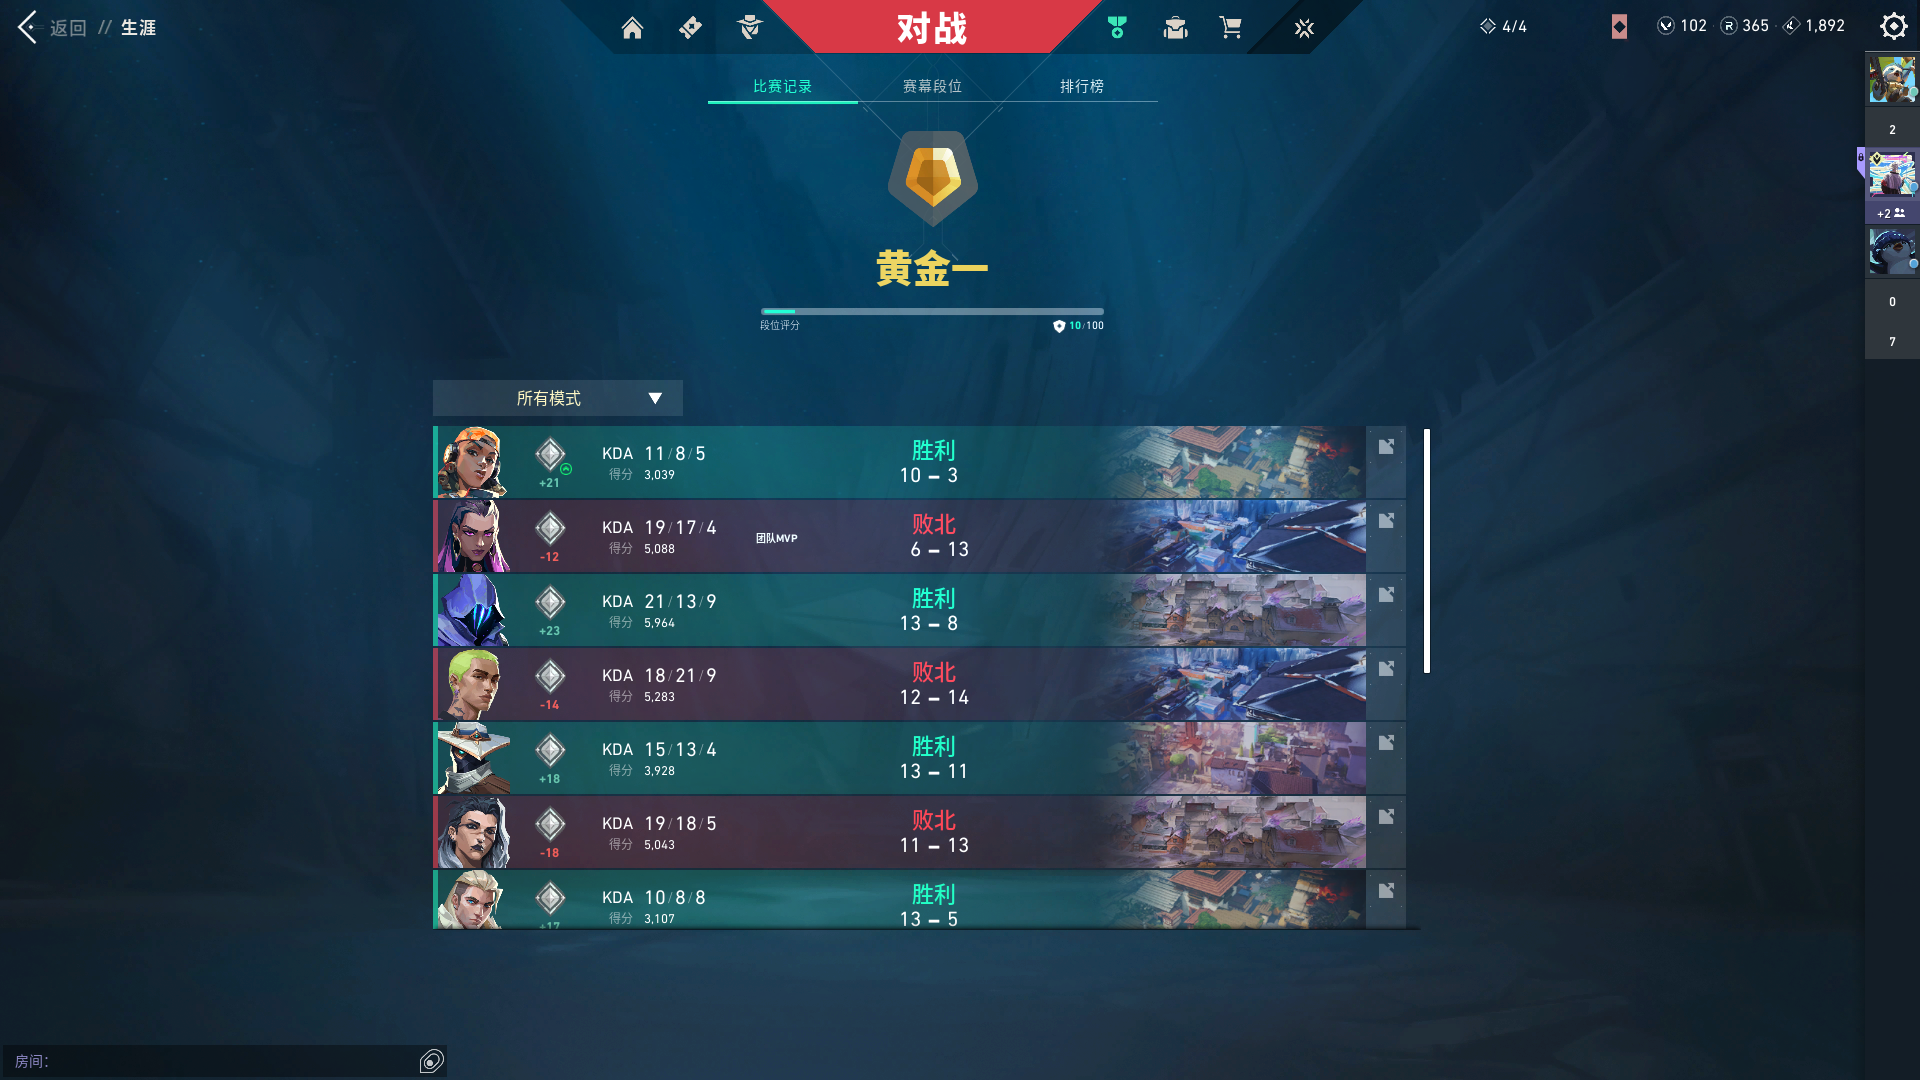 返回 // 生涯
对战
4/4
102 365 1,892
比赛记录 赛幕段位 排行榜
2
+2
0
7
黄金一
段位评分 10/100
所有模式
KDA 11/8/5 胜利
+21 得分 3,039 10 – 3
KDA 19/17/4 团队MVP 败北
-12 得分 5,088 6 – 13
KDA 21/13/9 胜利
+23 得分 5,964 13 – 8
KDA 18/21/9 败北
-14 得分 5,283 12 – 14
KDA 15/13/4 胜利
+18 得分 3,928 13 – 11
KDA 19/18/5 败北
-18 得分 5,043 11 – 13
KDA 10/8/8 胜利
+17 得分 3,107 13 – 5
房间: